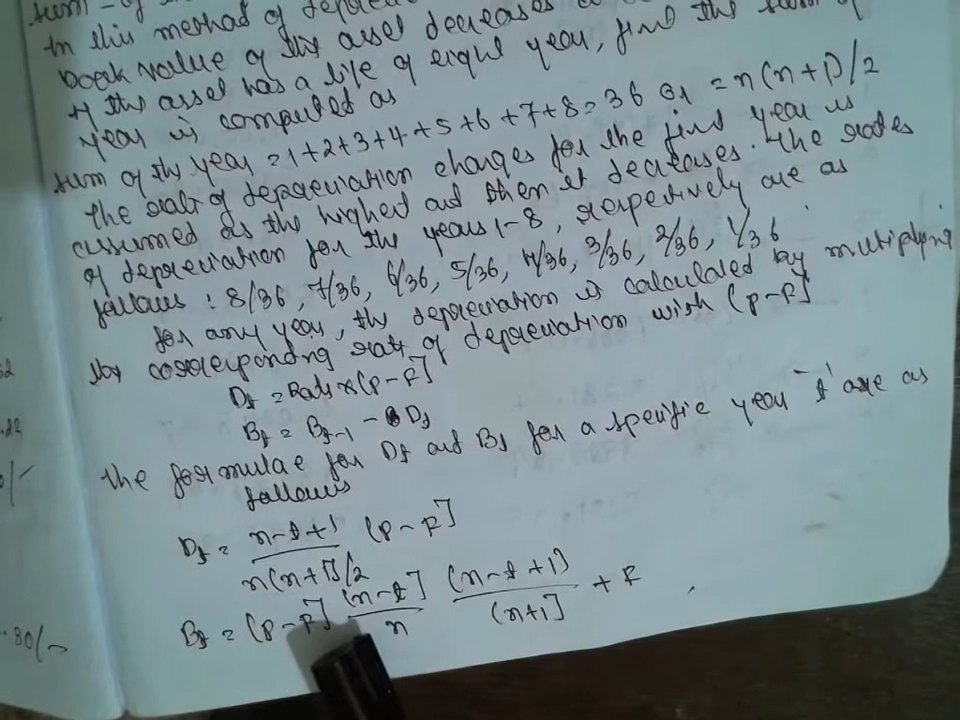 sum - of
In this method of
book value of the asset decreases
If the asset has a life of eight year, find the sum of
year is computed as
sum of the year = 1+2+3+4+5+6+7+8=36 or = n(n+1)/2
the rate of depreciation charges for the first year is
assumed as the highest and then it decreases. The rates
of depreciation for the years 1-8, respectively are as
follows : 8/36, 7/36, 6/36, 5/36, 4/36, 3/36, 2/36, 1/36
for any year, the depreciation is calculated by multiplying
the corresponding rate of depreciation with (P-F)
Dt = Rate x (P-F)
Bt = Bt-1 - Dt
the formulae for Dt and Bt for a specific year 't' are as
follows
Dt = n-t+1 / n(n+1)/2 (P-F)
Bt = (P-F) (n-t)/n (n-t+1)/(n+1) + F
.30/-